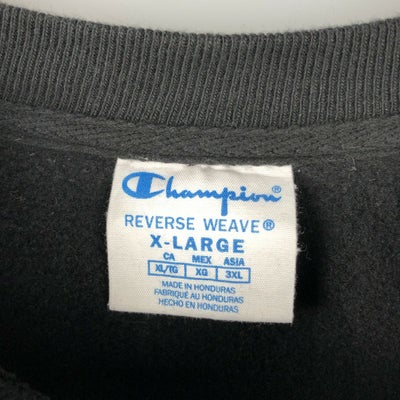 Champion®
REVERSE WEAVE®
X-LARGE
CA MEX ASIA
XL/TG XG 3XL
MADE IN HONDURAS
FABRIQUÉ AU HONDURAS
HECHO EN HONDURAS